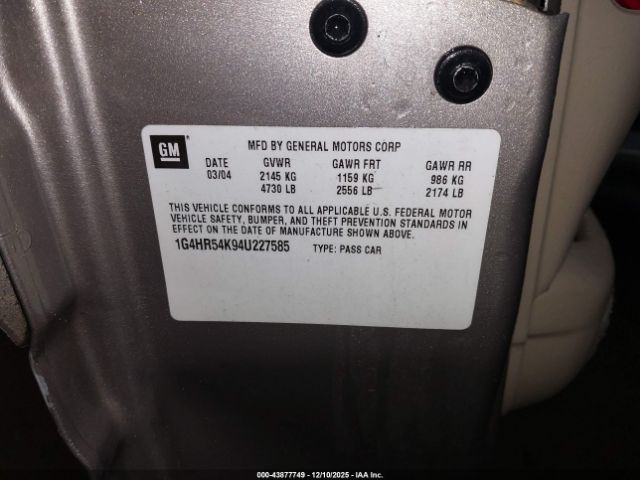 GM
MFD BY GENERAL MOTORS CORP
DATE GVWR GAWR FRT GAWR RR
03/04 2145 KG 1159 KG 986 KG
4730 LB 2556 LB 2174 LB
THIS VEHICLE CONFORMS TO ALL APPLICABLE U.S. FEDERAL MOTOR
VEHICLE SAFETY, BUMPER, AND THEFT PREVENTION STANDARDS IN
EFFECT ON THE DATE OF MANUFACTURE SHOWN ABOVE.
1G4HR54K94U227585 TYPE: PASS CAR
000-43877749 - 12/10/2025 - IAA Inc.